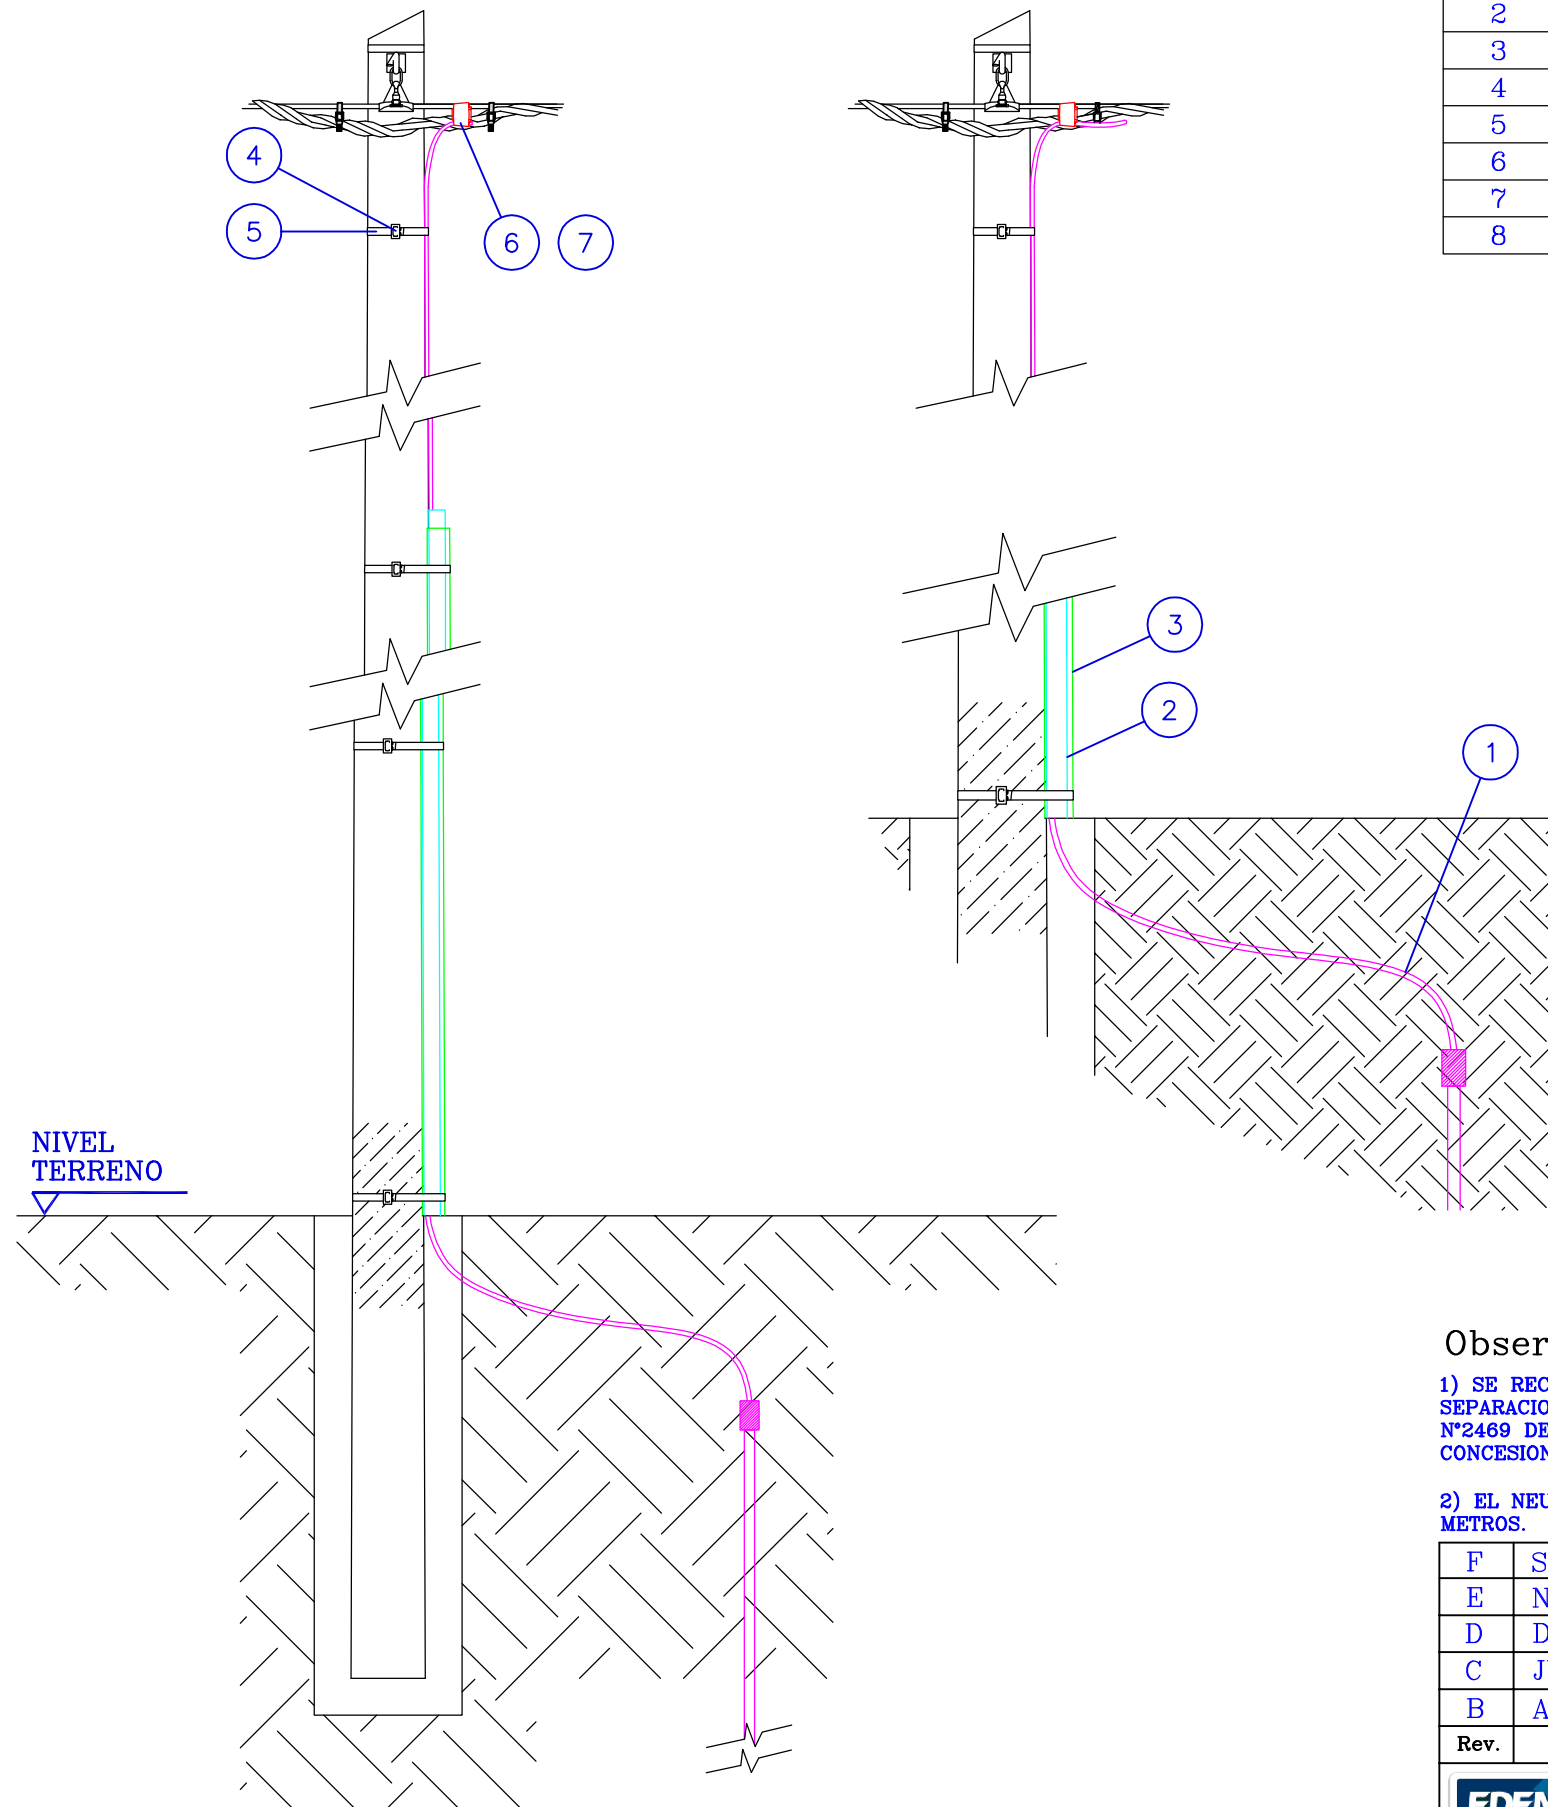 2
3
4
5
6
7
8
4
5
6
7
3
2
1
NIVEL
TERRENO
Obser
1) SE REC
SEPARACIO
N°2469 DE
CONCESION
2) EL NEU
METROS.
F S
E N
D D
C J
B A
Rev.
EDEN